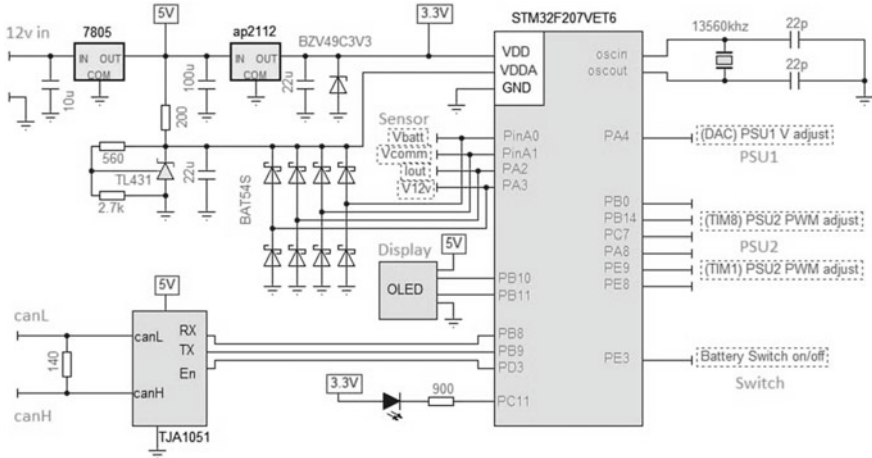 5V
3.3V
STM32F207VET6
13560khz
22p
12v in
7805
ap2112
BZV49C3V3
IN OUT
COM
IN OUT
COM
VDD
VDDA
GND
oscin
oscout
22p
10u
100u
22u
200
Sensor
Vbatt
Vcomm
Iout
V12v
PinA0
PinA1
PA2
PA3
PA4
(DAC) PSU1 V adjust
PSU1
560
TL431
22u
2.7k
BAT54S
PB0
PB14
PC7
PA8
PE9
PE8
(TIM8) PSU2 PWM adjust
PSU2
(TIM1) PSU2 PWM adjust
Display
5V
OLED
PB10
PB11
5V
canL
canL
RX
TX
En
140
canH
canH
TJA1051
PB8
PB9
PD3
PE3
Battery Switch on/off
Switch
3.3V
900
PC11